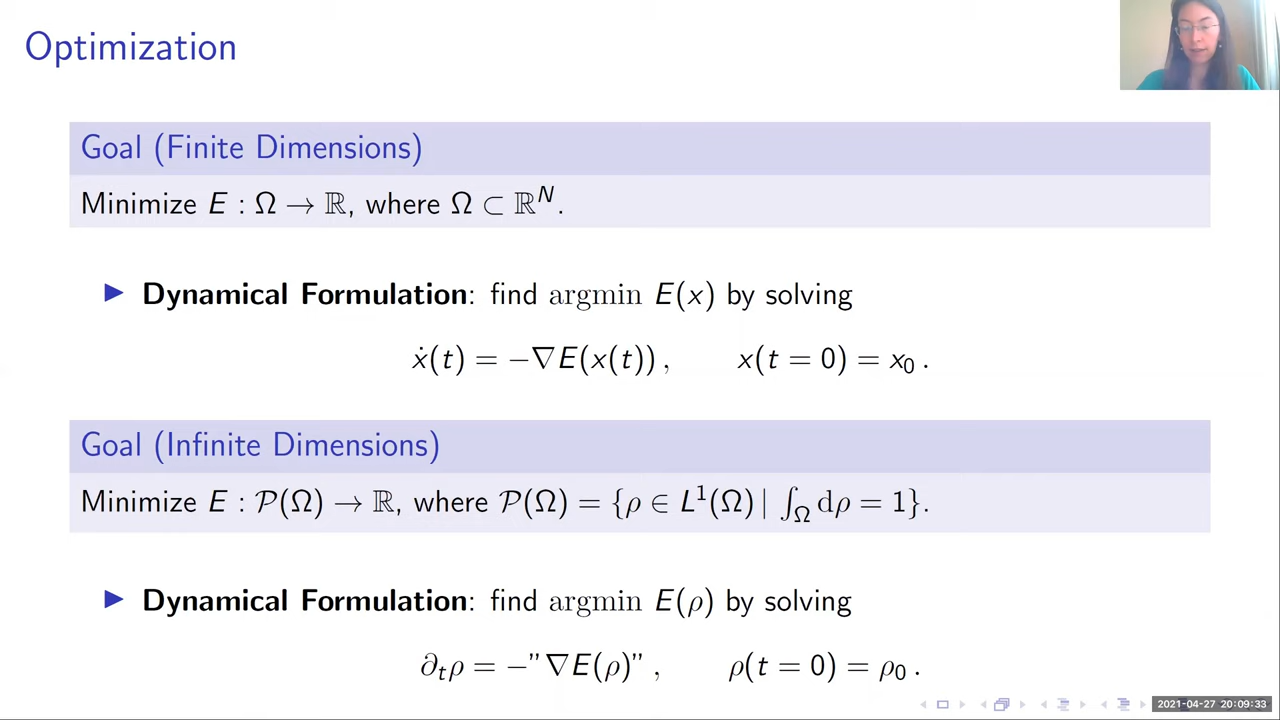 Optimization
Goal (Finite Dimensions)
Minimize E : Ω → ℝ, where Ω ⊂ ℝ^N.
▶ Dynamical Formulation: find argmin E(x) by solving
ẋ(t) = −∇E(x(t)) , x(t = 0) = x₀ .
Goal (Infinite Dimensions)
Minimize E : 𝒫(Ω) → ℝ, where 𝒫(Ω) = {ρ ∈ L¹(Ω) | ∫_Ω dρ = 1}.
▶ Dynamical Formulation: find argmin E(ρ) by solving
∂ₜρ = −”∇E(ρ)” , ρ(t = 0) = ρ₀ .
2021-04-27 20:09:33